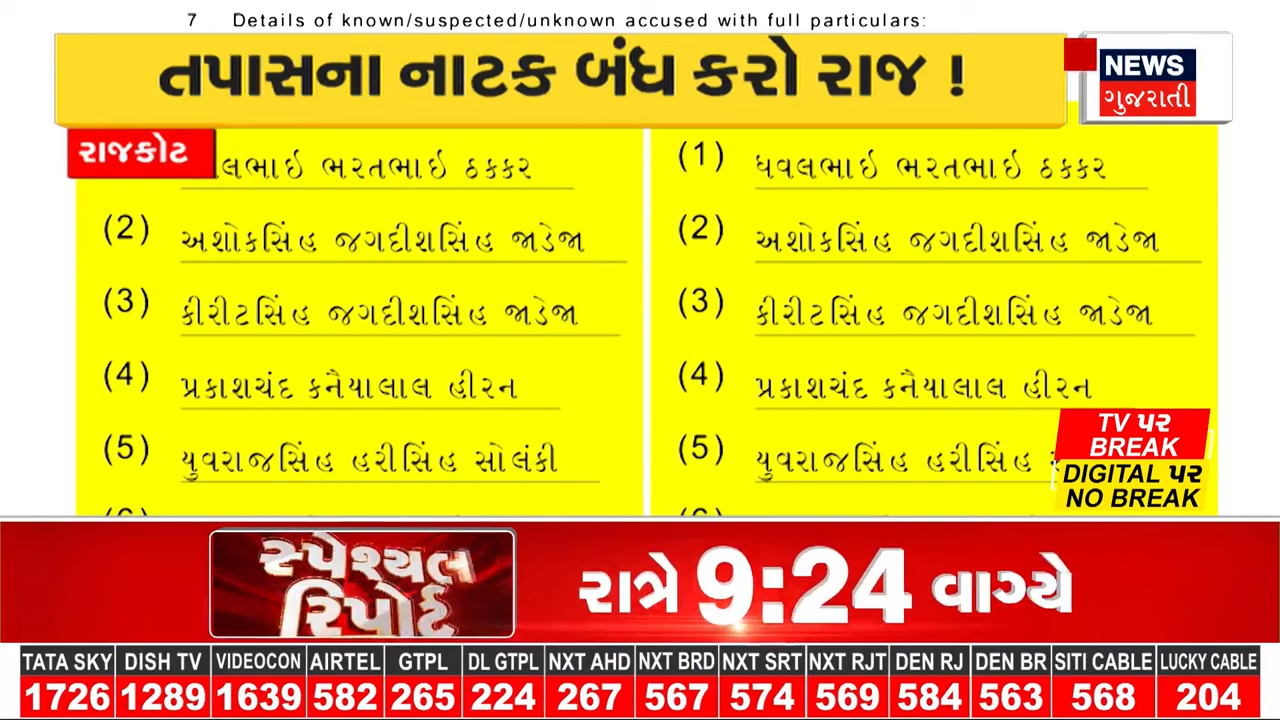 7 Details of known/suspected/unknown accused with full particulars:
તપાસના નાટક બંધ કરો રાજ !
NEWS
ગુજરાતી
રાજકોટ
ભરતભાઇ ઠકકર
(2) અશોકસિંહ જગદીશસિંહ જાડેજા
(3) કીરીટસિંહ જગદીશસિંહ જાડેજા
(4) પ્રકાશચંદ કનૈયાલાલ હીરન
(5) યુવરાજસિંહ હરીસિંહ સોલંકી
(1) ધવલભાઇ ભરતભાઇ ઠકકર
(2) અશોકસિંહ જગદીશસિંહ જાડેજા
(3) કીરીટસિંહ જગદીશસિંહ જાડેજા
(4) પ્રકાશચંદ કનૈયાલાલ હીરન
(5) યુવરાજસિંહ હરીસિંહ
TV પર
BREAK
DIGITAL પર
NO BREAK
સ્પેશ્યલ
રિપોર્ટ
રાત્રે 9:24 વાગ્યે
TATA SKY DISH TV VIDEOCON AIRTEL GTPL DL GTPL NXT AHD NXT BRD NXT SRT NXT RJT DEN RJ DEN BR SITI CABLE LUCKY CABLE
1726 1289 1639 582 265 224 267 567 574 569 584 563 568 204